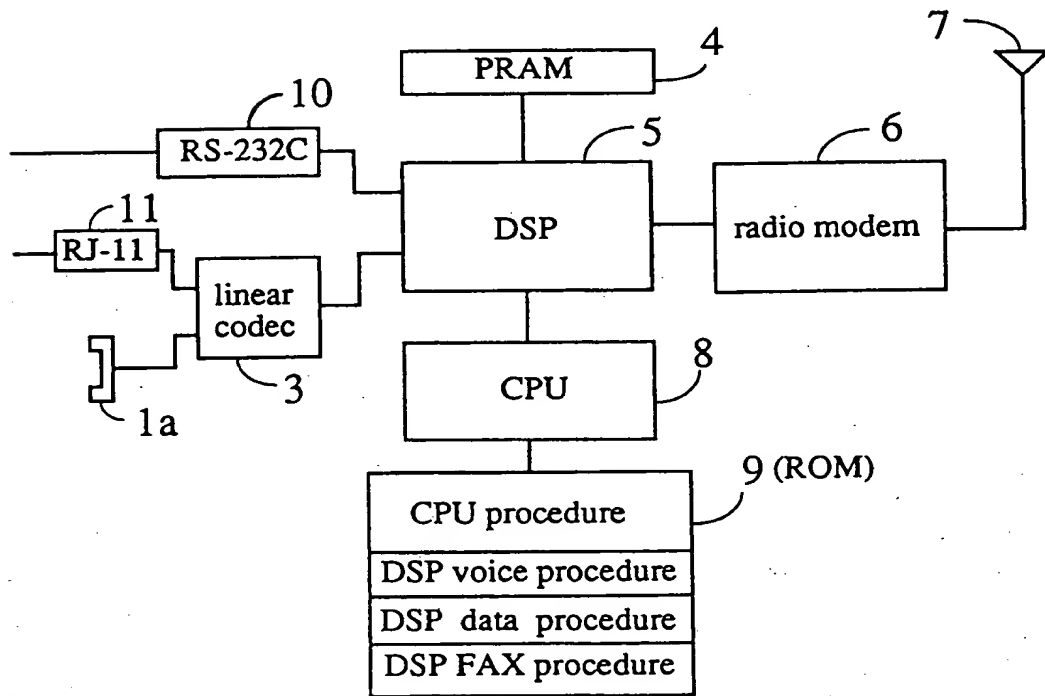 4
7
PRAM
10
5
6
RS-232C
11
DSP
radio modem
RJ-11
linear
codec
8
3
CPU
1a
9 (ROM)
CPU procedure
DSP voice procedure
DSP data procedure
DSP FAX procedure